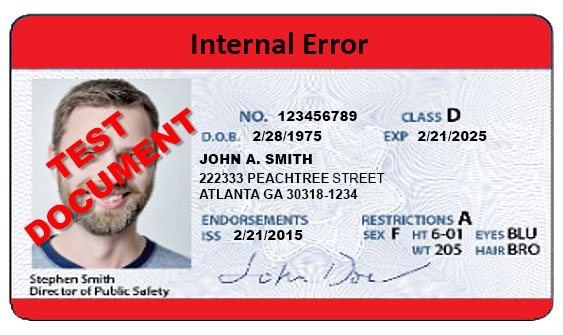 Internal Error
TEST
DOCUMENT
NO. 123456789 CLASS D
D.O.B. 2/28/1975 EXP 2/21/2025
JOHN A. SMITH
222333 PEACHTREE STREET
ATLANTA GA 30318-1234
ENDORSEMENTS RESTRICTIONS A
ISS 2/21/2015 SEX F HT 6-01 EYES BLU
WT 205 HAIR BRO
John Doe
Stephen Smith
Director of Public Safety